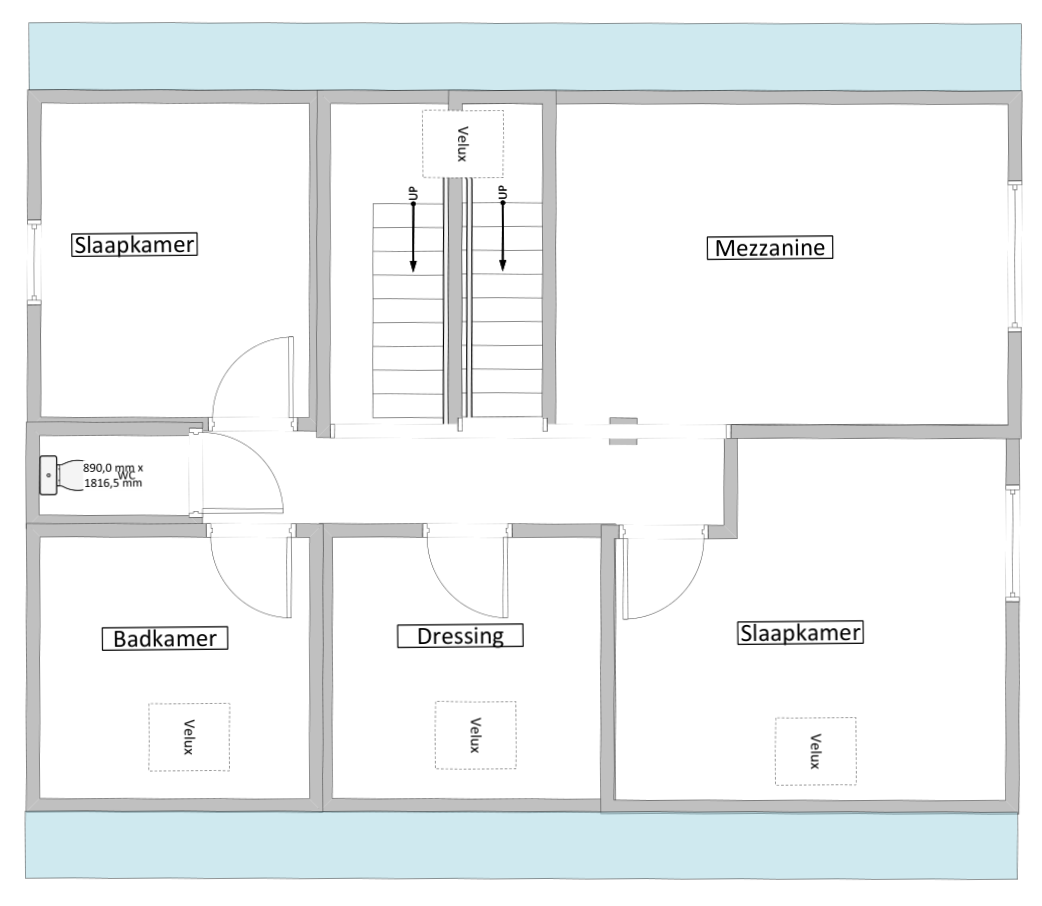 Velux
UP
UP
Slaapkamer
Mezzanine
890,0 mm x
WC
1816,5 mm
Badkamer
Dressing
Slaapkamer
Velux
Velux
Velux